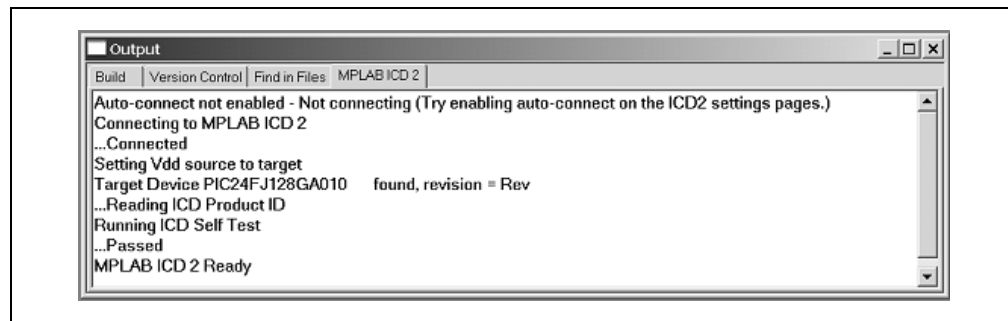 Output
Build Version Control Find in Files MPLAB ICD 2
Auto-connect not enabled - Not connecting (Try enabling auto-connect on the ICD2 settings pages.)
Connecting to MPLAB ICD 2
...Connected
Setting Vdd source to target
Target Device PIC24FJ128GA010 found, revision = Rev
...Reading ICD Product ID
Running ICD Self Test
...Passed
MPLAB ICD 2 Ready